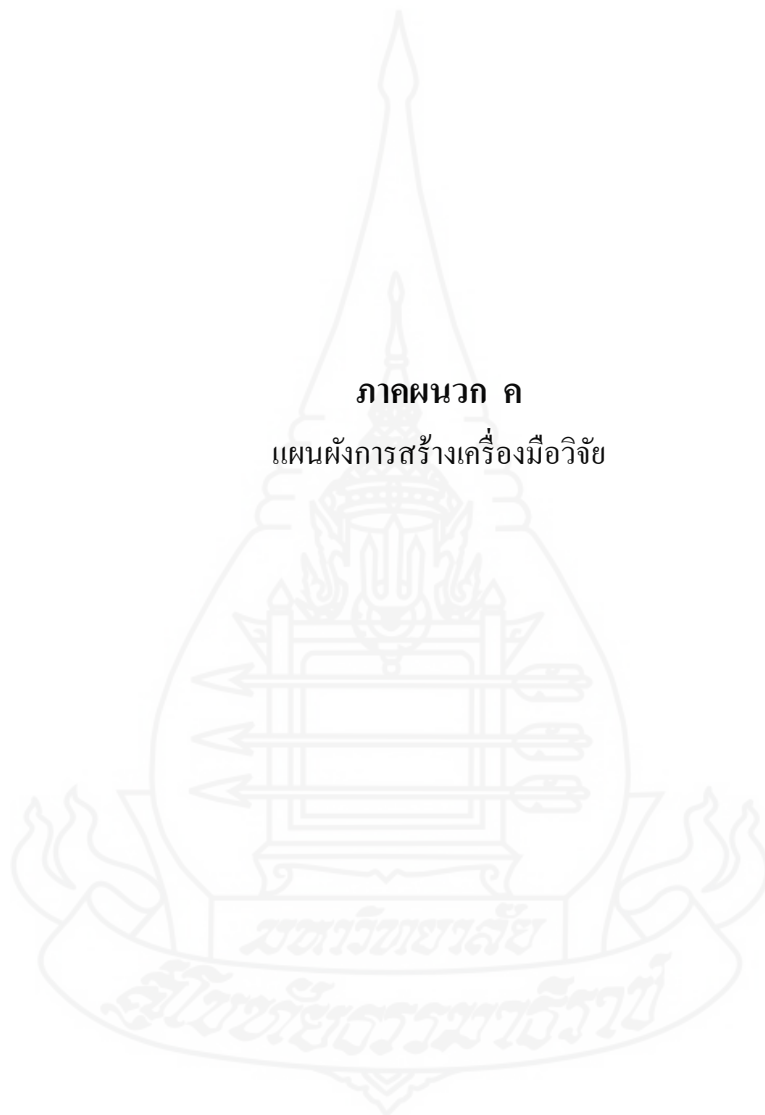 ภาคผนวก ค
แผนผังการสร้างเครื่องมือวิจัย
มหาวิทยาลัย
สุโขทัยธรรมาธิราช